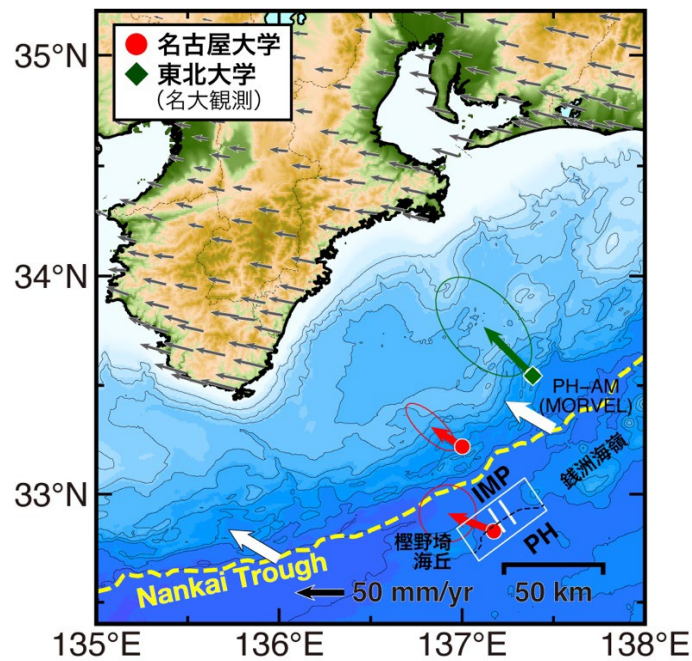 35°N
34°N
33°N
名古屋大学
東北大学
(名大観測)
PH-AM
(MORVEL)
銭洲海嶺
IMP
PH
樫野埼
海丘
Nankai Trough
50 mm/yr
50 km
135°E
136°E
137°E
138°E